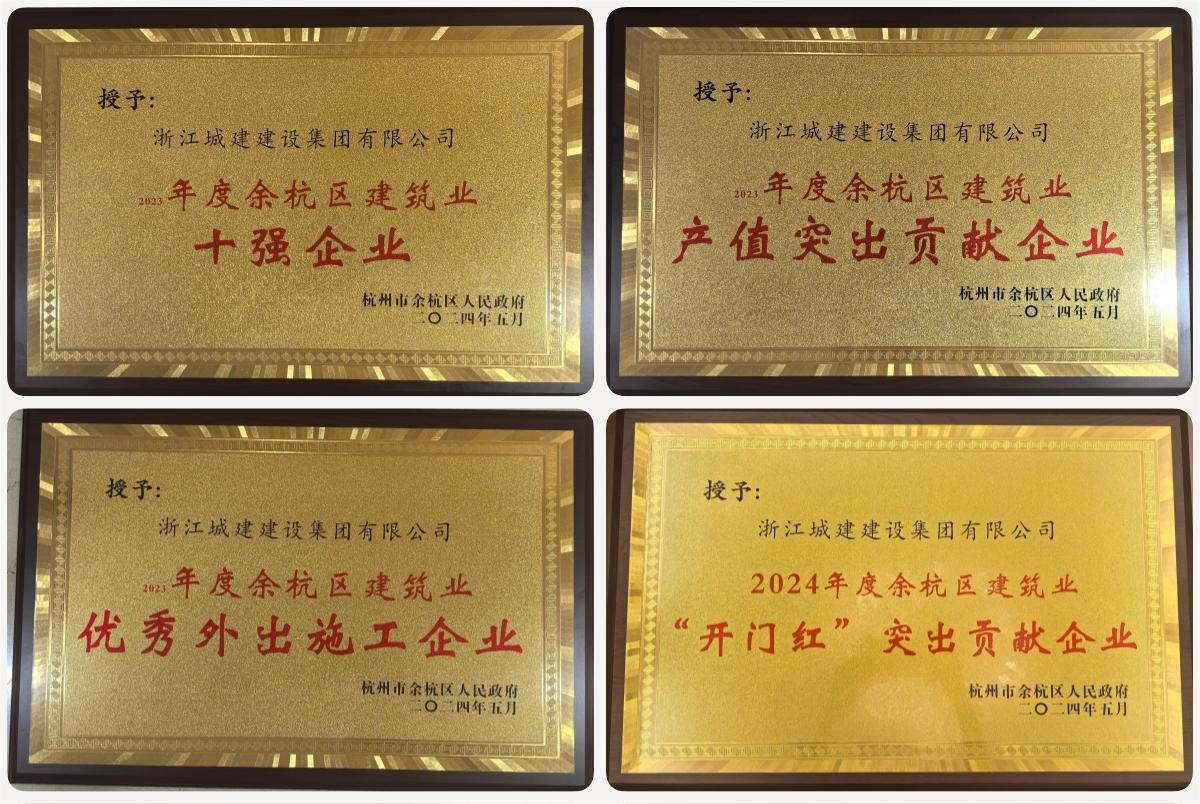 授予:
浙江城建建设集团有限公司
2023年度余杭区建筑业
十强企业
杭州市余杭区人民政府
二〇二四年五月
授予:
浙江城建建设集团有限公司
2023年度余杭区建筑业
产值突出贡献企业
杭州市余杭区人民政府
二〇二四年五月
授予:
浙江城建建设集团有限公司
2023年度余杭区建筑业
优秀外出施工企业
杭州市余杭区人民政府
二〇二四年五月
授予:
浙江城建建设集团有限公司
2024年度余杭区建筑业
“开门红” 突出贡献企业
杭州市余杭区人民政府
二〇二四年五月